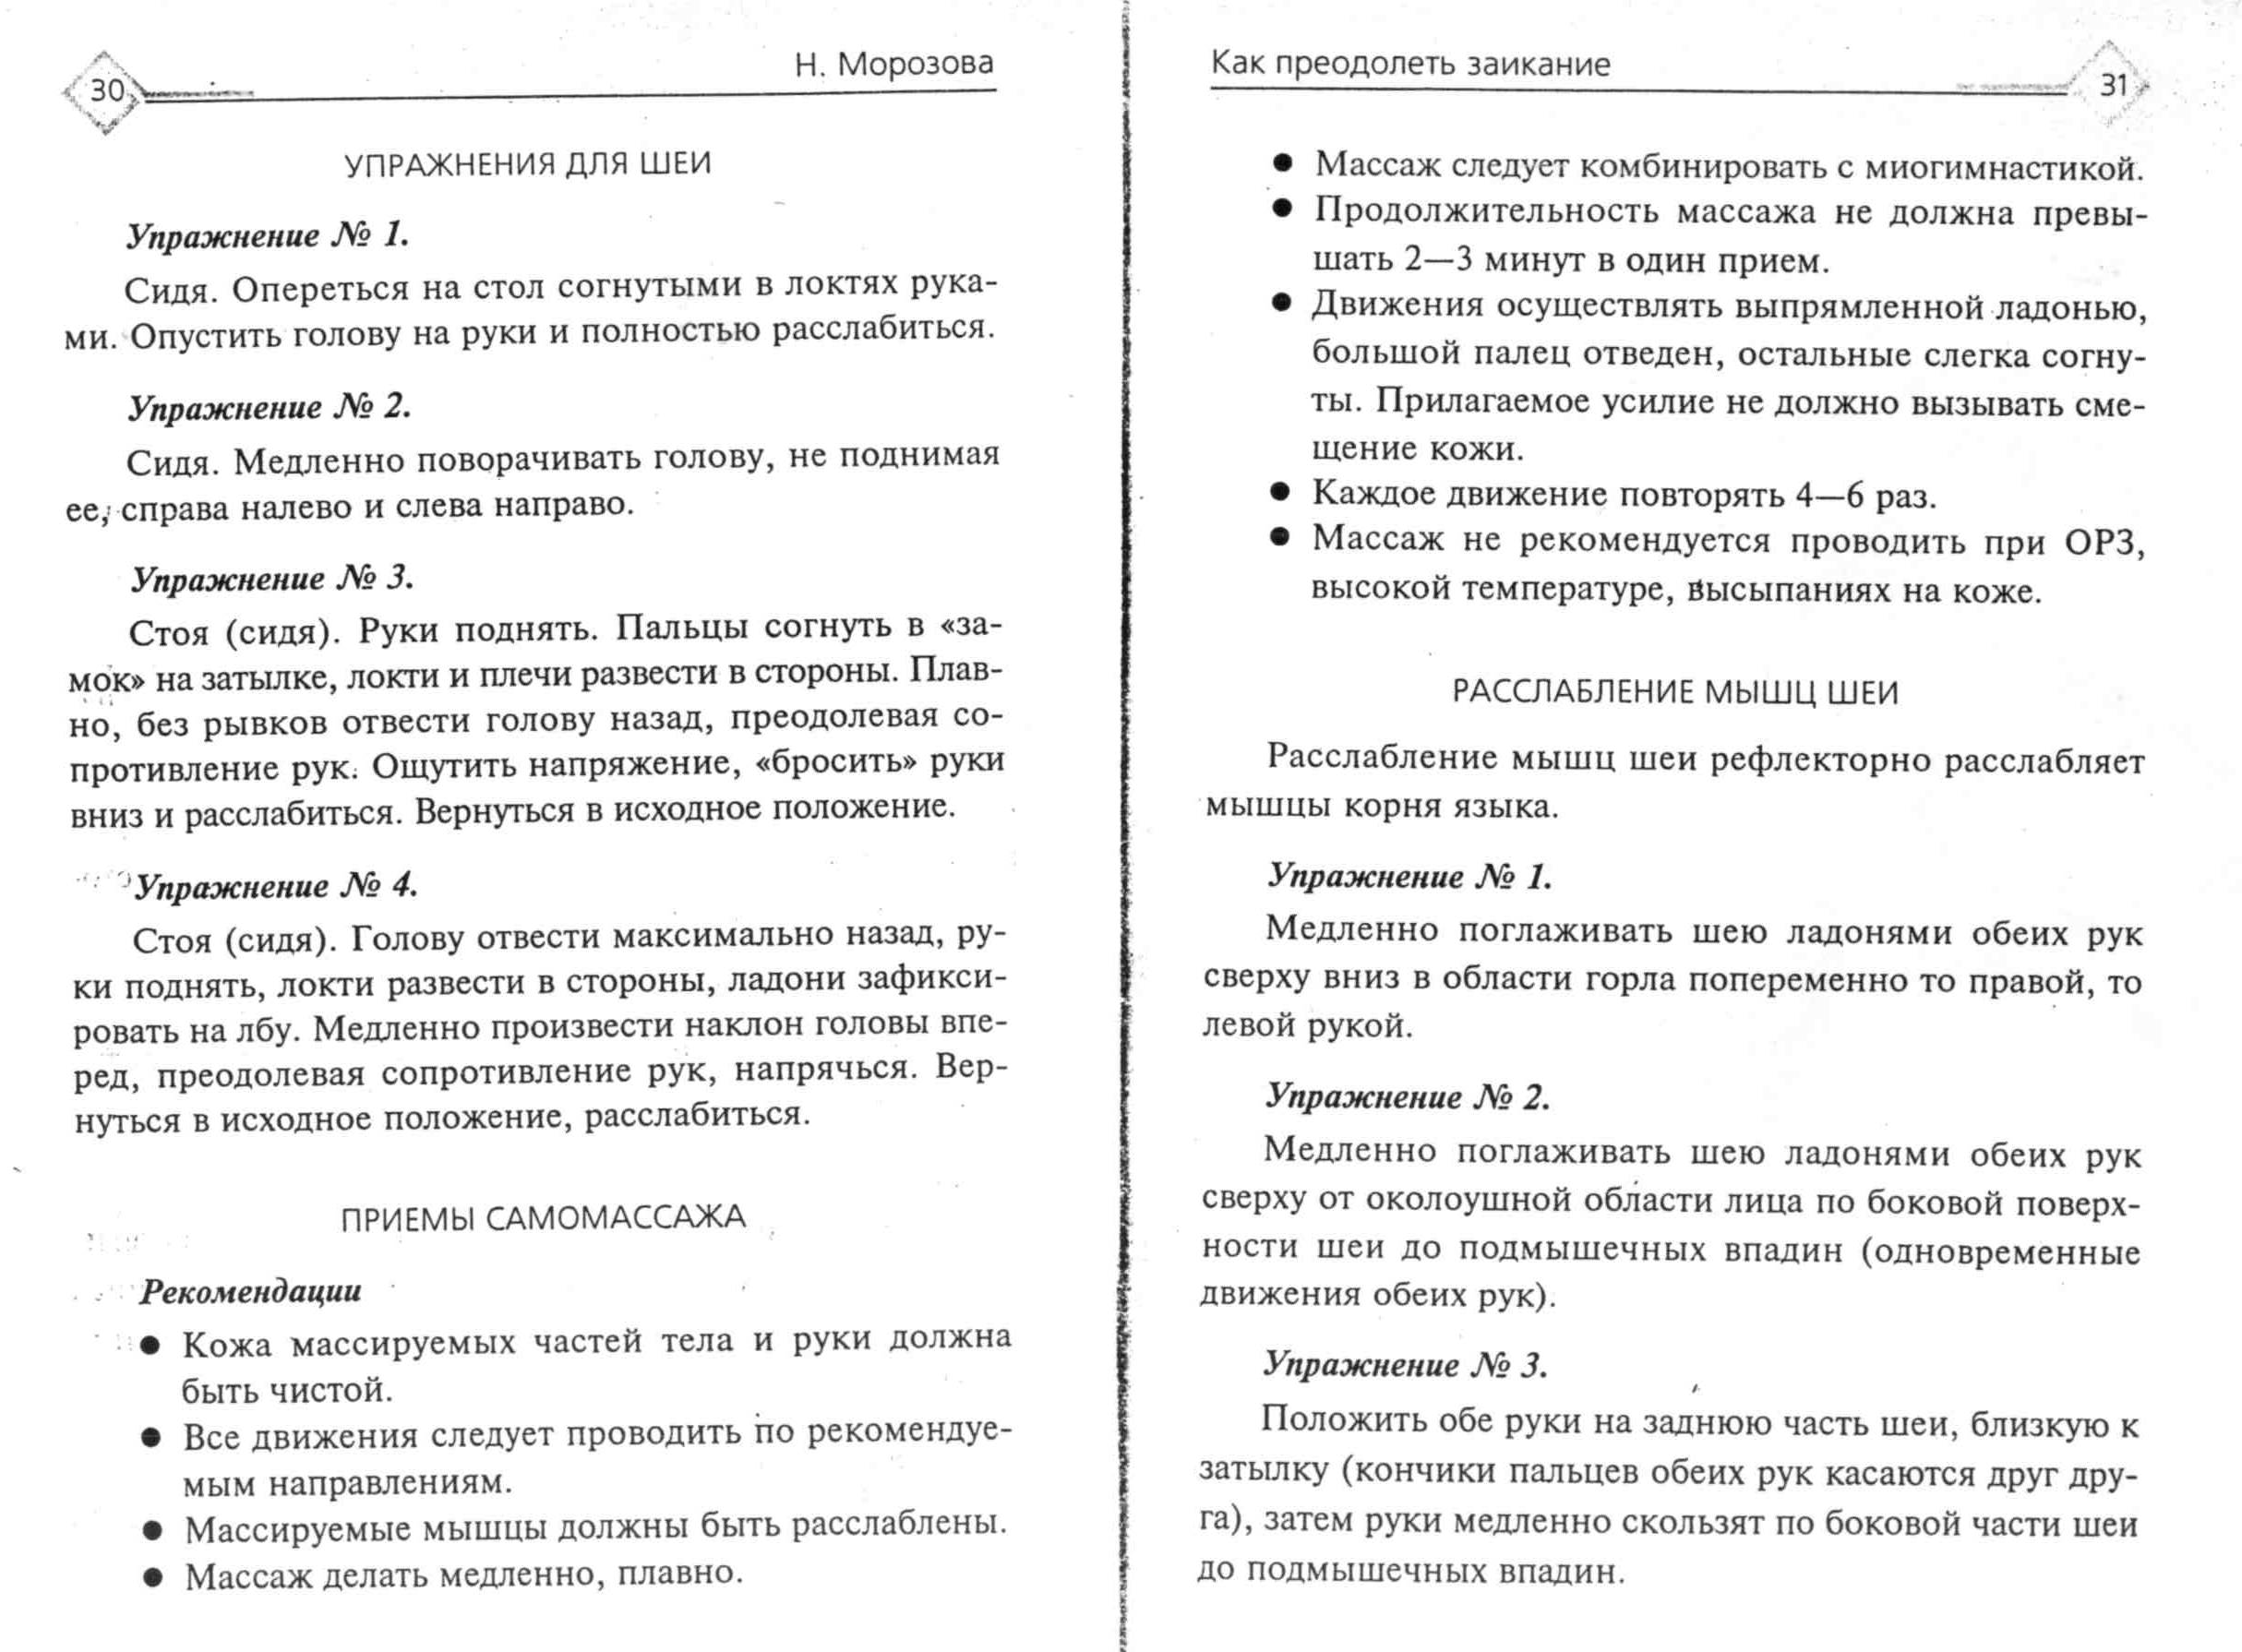 30
Н. Морозова
УПРАЖНЕНИЯ ДЛЯ ШЕИ
Упражнение № 1.
Сидя. Опереться на стол согнутыми в локтях рука-
ми. Опустить голову на руки и полностью расслабиться.
Упражнение № 2.
Сидя. Медленно поворачивать голову, не поднимая
ее, справа налево и слева направо.
Упражнение № 3.
Стоя (сидя). Руки поднять. Пальцы согнуть в «за-
мок» на затылке, локти и плечи развести в стороны. Плав-
но, без рывков отвести голову назад, преодолевая со-
противление рук. Ощутить напряжение, «бросить» руки
вниз и расслабиться. Вернуться в исходное положение.
Упражнение № 4.
Стоя (сидя). Голову отвести максимально назад, ру-
ки поднять, локти развести в стороны, ладони зафикси-
ровать на лбу. Медленно произвести наклон головы впе-
ред, преодолевая сопротивление рук, напрячься. Вер-
нуться в исходное положение, расслабиться.
ПРИЕМЫ САМОМАССАЖА
Рекомендации
● Кожа массируемых частей тела и руки должна
быть чистой.
● Все движения следует проводить по рекомендуе-
мым направлениям.
● Массируемые мышцы должны быть расслаблены.
● Массаж делать медленно, плавно.
Как преодолеть заикание
31
● Массаж следует комбинировать с миогимнастикой.
● Продолжительность массажа не должна превы-
шать 2—3 минут в один прием.
● Движения осуществлять выпрямленной ладонью,
большой палец отведен, остальные слегка согну-
ты. Прилагаемое усилие не должно вызывать сме-
щение кожи.
● Каждое движение повторять 4—6 раз.
● Массаж не рекомендуется проводить при ОРЗ,
высокой температуре, высыпаниях на коже.
РАССЛАБЛЕНИЕ МЫШЦ ШЕИ
Расслабление мышц шеи рефлекторно расслабляет
мышцы корня языка.
Упражнение № 1.
Медленно поглаживать шею ладонями обеих рук
сверху вниз в области горла попеременно то правой, то
левой рукой.
Упражнение № 2.
Медленно поглаживать шею ладонями обеих рук
сверху от околоушной области лица по боковой поверх-
ности шеи до подмышечных впадин (одновременные
движения обеих рук).
Упражнение № 3.
Положить обе руки на заднюю часть шеи, близкую к
затылку (кончики пальцев обеих рук касаются друг дру-
га), затем руки медленно скользят по боковой части шеи
до подмышечных впадин.